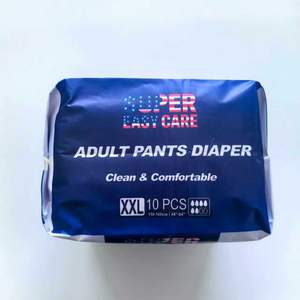 SUPER
EASY CARE
ADULT PANTS DIAPER
Clean & Comfortable
XXL 10 PCS